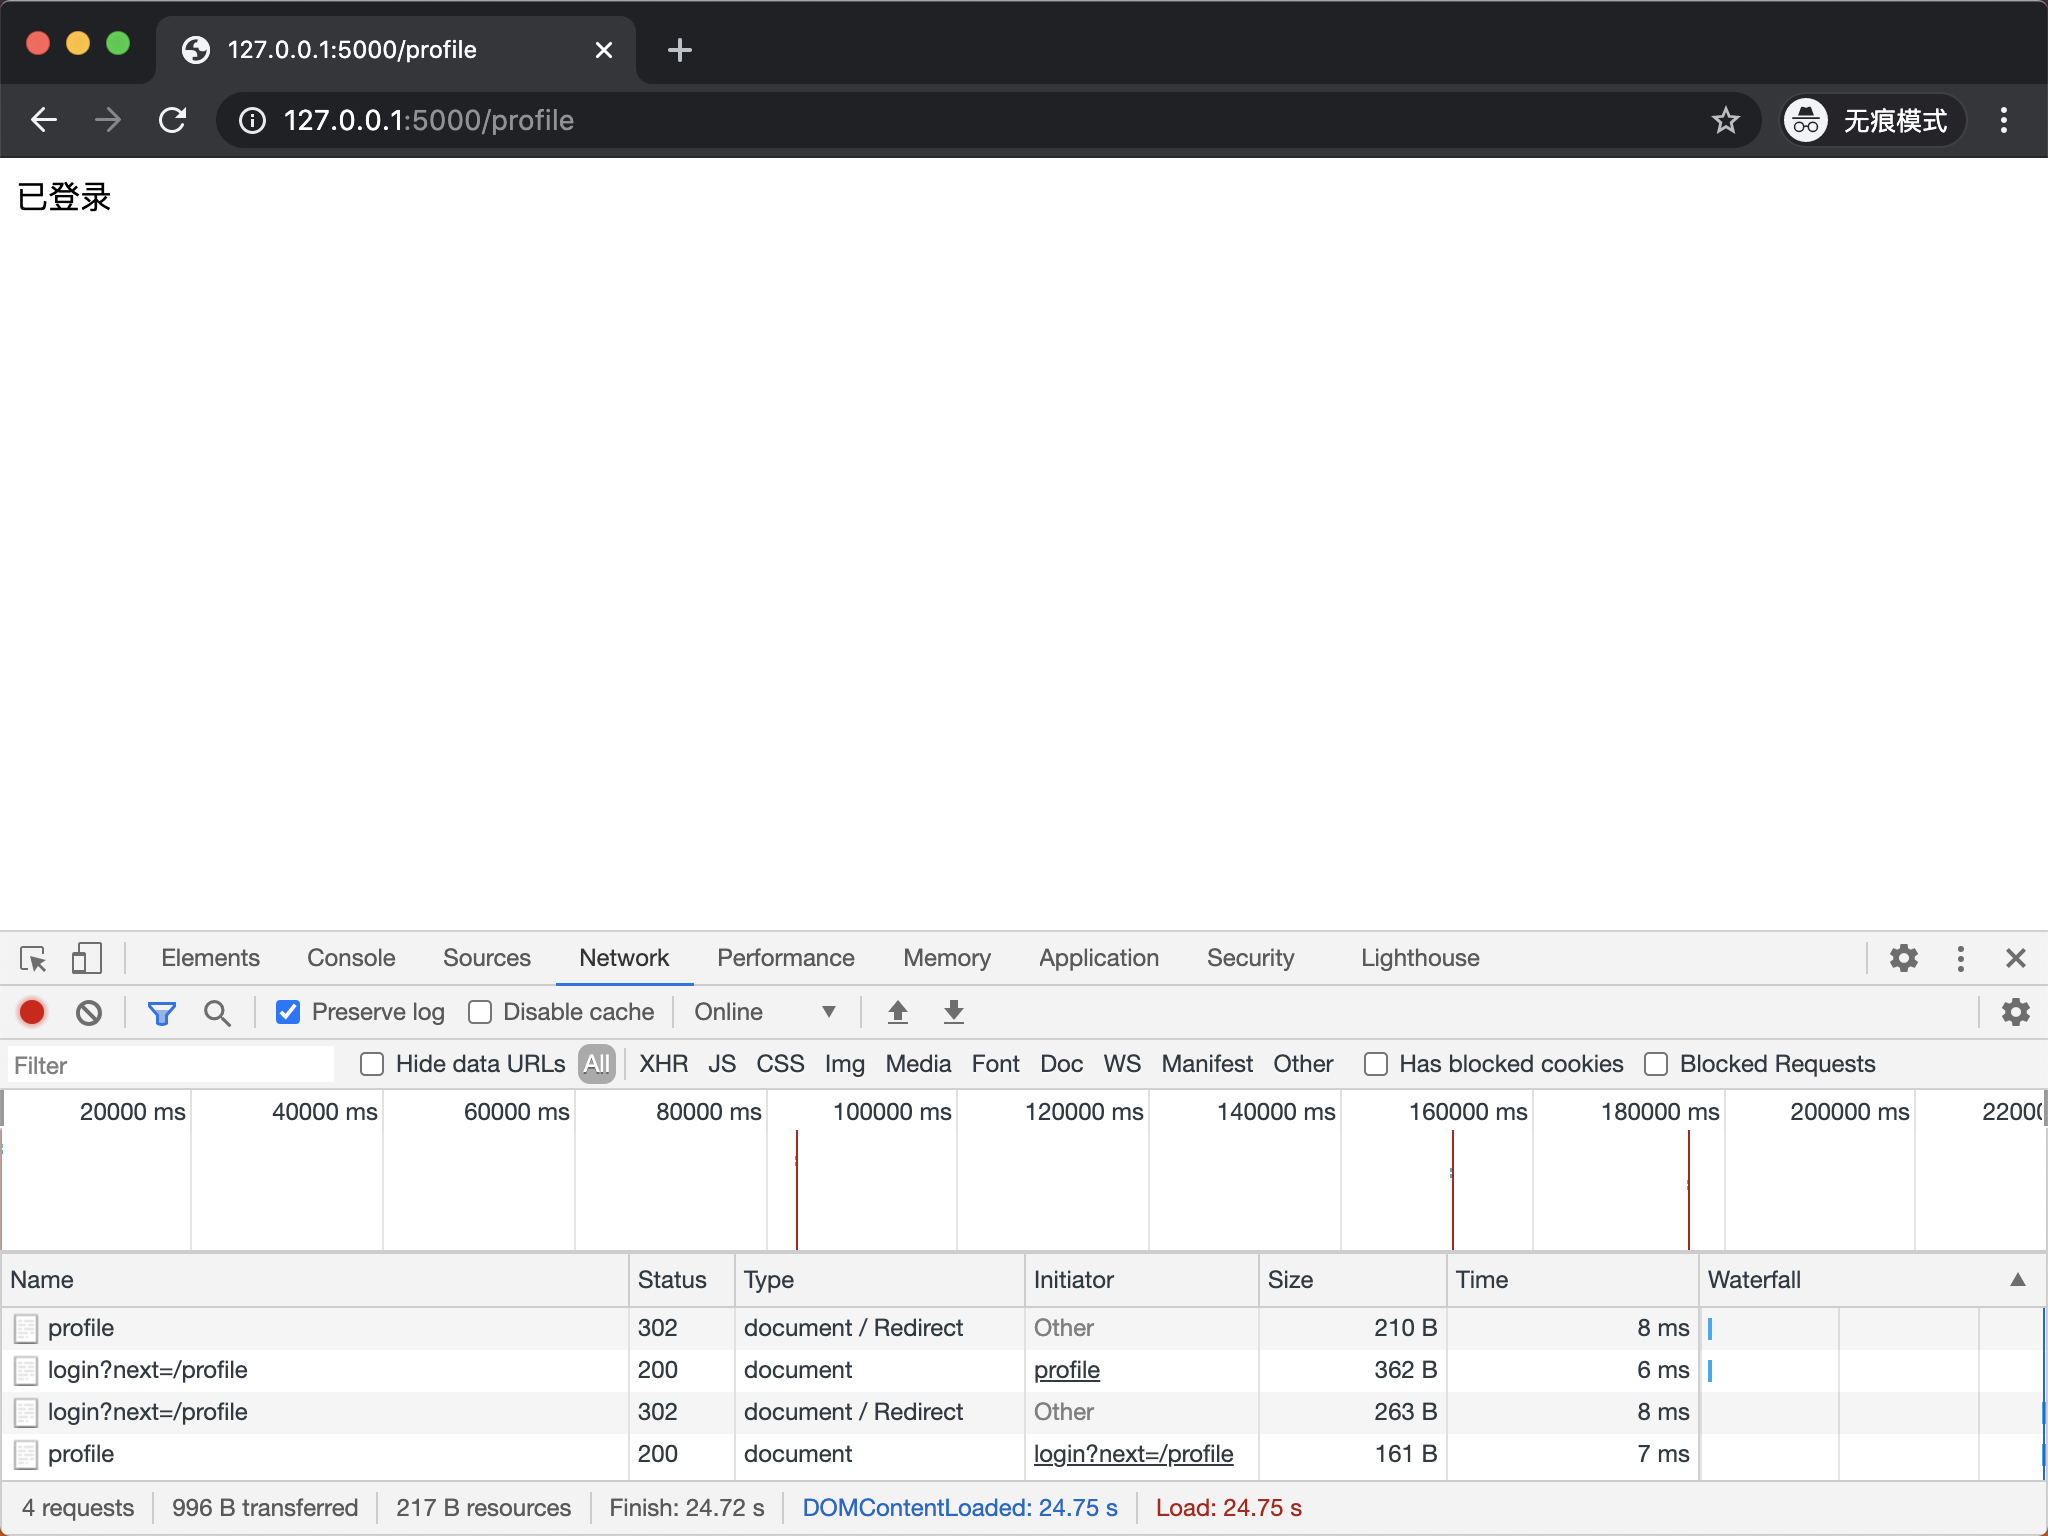 127.0.0.1:5000/profile
127.0.0.1:5000/profile
无痕模式
已登录
Elements Console Sources Network Performance Memory Application Security Lighthouse
Preserve log Disable cache Online
Filter Hide data URLs All XHR JS CSS Img Media Font Doc WS Manifest Other Has blocked cookies Blocked Requests
20000 ms 40000 ms 60000 ms 80000 ms 100000 ms 120000 ms 140000 ms 160000 ms 180000 ms 200000 ms
Name Status Type Initiator Size Time Waterfall
profile 302 document / Redirect Other 210 B 8 ms
login?next=/profile 200 document profile 362 B 6 ms
login?next=/profile 302 document / Redirect Other 263 B 8 ms
profile 200 document login?next=/profile 161 B 7 ms
4 requests 996 B transferred 217 B resources Finish: 24.72 s DOMContentLoaded: 24.75 s Load: 24.75 s